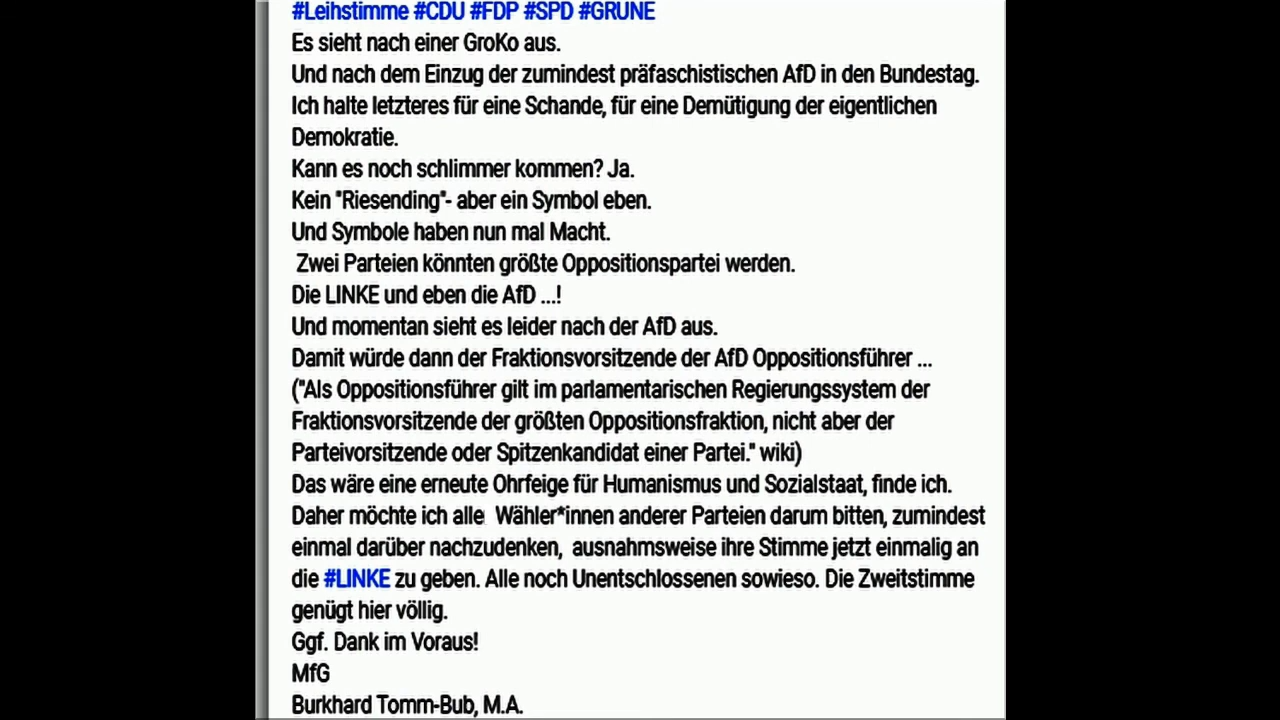 #Leihstimme #CDU #FDP #SPD #GRÜNE
Es sieht nach einer GroKo aus.
Und nach dem Einzug der zumindest präfaschistischen AfD in den Bundestag.
Ich halte letzteres für eine Schande, für eine Demütigung der eigentlichen
Demokratie.
Kann es noch schlimmer kommen? Ja.
Kein "Riesending"- aber ein Symbol eben.
Und Symbole haben nun mal Macht.
Zwei Parteien könnten größte Oppositionspartei werden.
Die LINKE und eben die AfD ...!
Und momentan sieht es leider nach der AfD aus.
Damit würde dann der Fraktionsvorsitzende der AfD Oppositionsführer ...
("Als Oppositionsführer gilt im parlamentarischen Regierungssystem der
Fraktionsvorsitzende der größten Oppositionsfraktion, nicht aber der
Parteivorsitzende oder Spitzenkandidat einer Partei." wiki)
Das wäre eine erneute Ohrfeige für Humanismus und Sozialstaat, finde ich.
Daher möchte ich alle Wähler*innen anderer Parteien darum bitten, zumindest
einmal darüber nachzudenken, ausnahmsweise ihre Stimme jetzt einmalig an
die #LINKE zu geben. Alle noch Unentschlossenen sowieso. Die Zweitstimme
genügt hier völlig.
Ggf. Dank im Voraus!
MfG
Burkhard Tomm-Bub, M.A.